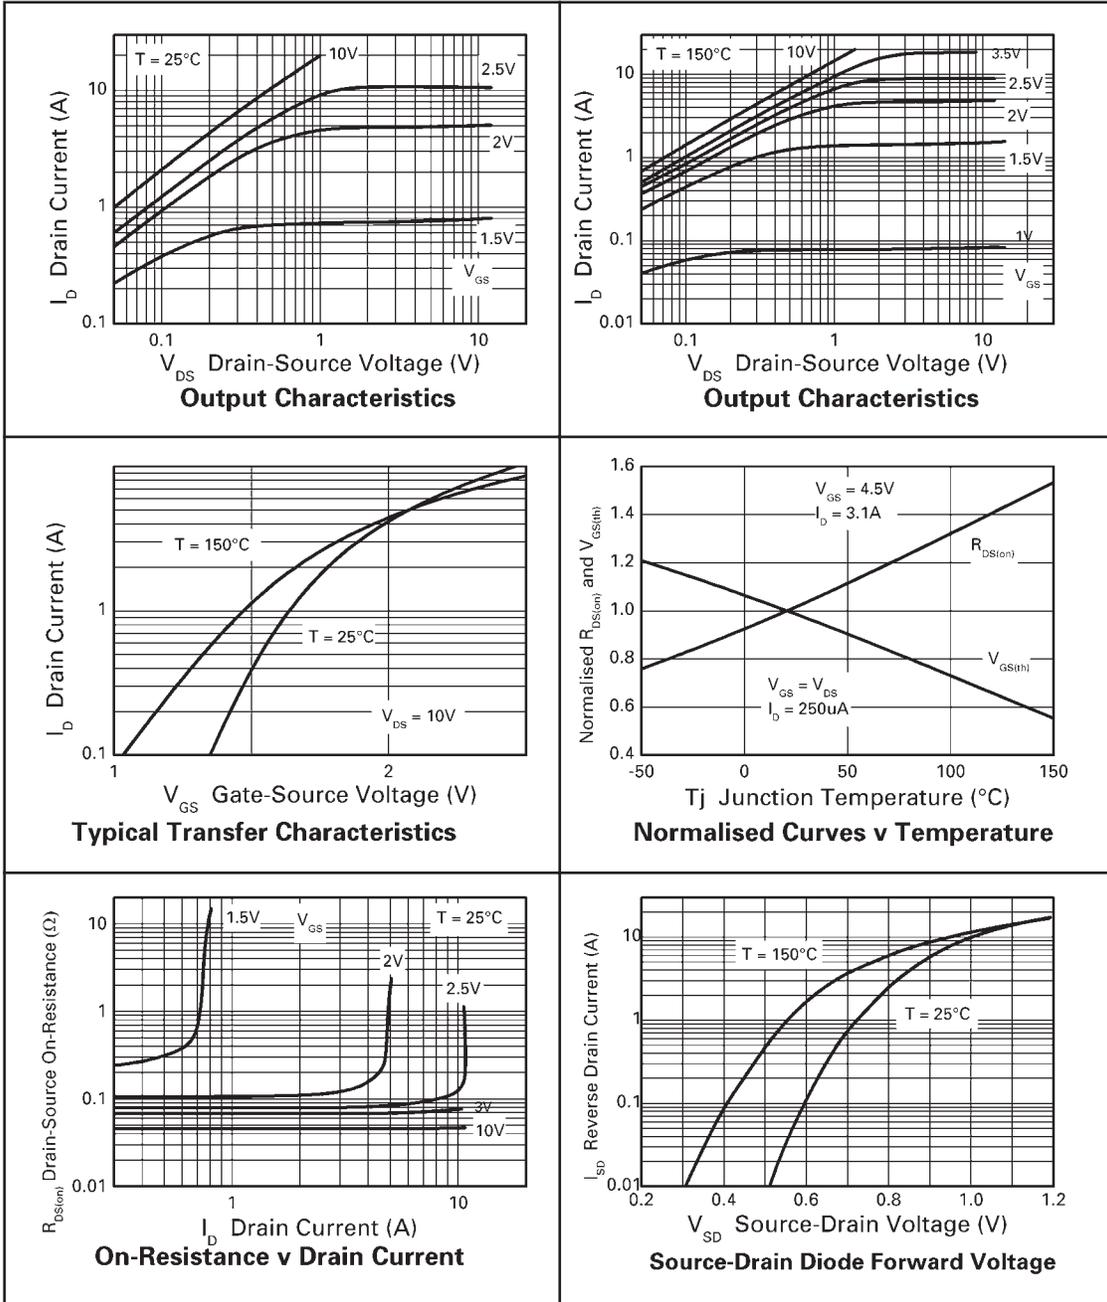 T = 25°C
10V
2.5V
2V
1.5V
VGS
10
1
0.1
ID Drain Current (A)
0.1 1 10
VDS Drain-Source Voltage (V)
Output Characteristics
T = 150°C
10V
3.5V
2.5V
2V
1.5V
1V
VGS
10
1
0.1
0.01
ID Drain Current (A)
0.1 1 10
VDS Drain-Source Voltage (V)
Output Characteristics
T = 150°C
T = 25°C
VDS = 10V
1
0.1
ID Drain Current (A)
1 2
VGS Gate-Source Voltage (V)
Typical Transfer Characteristics
1.6
1.4
1.2
1.0
0.8
0.6
0.4
Normalised RDS(on) and VGS(th)
VGS = 4.5V
ID = 3.1A
RDS(on)
VGS(th)
VGS = VDS
ID = 250uA
-50 0 50 100 150
Tj Junction Temperature (°C)
Normalised Curves v Temperature
RDS(on) Drain-Source On-Resistance (Ω)
10
1
0.1
0.01
1.5V
VGS
T = 25°C
2V
2.5V
3V
10V
1 10
ID Drain Current (A)
On-Resistance v Drain Current
ISD Reverse Drain Current (A)
10
1
0.1
0.01
T = 150°C
T = 25°C
0.2 0.4 0.6 0.8 1.0 1.2
VSD Source-Drain Voltage (V)
Source-Drain Diode Forward Voltage